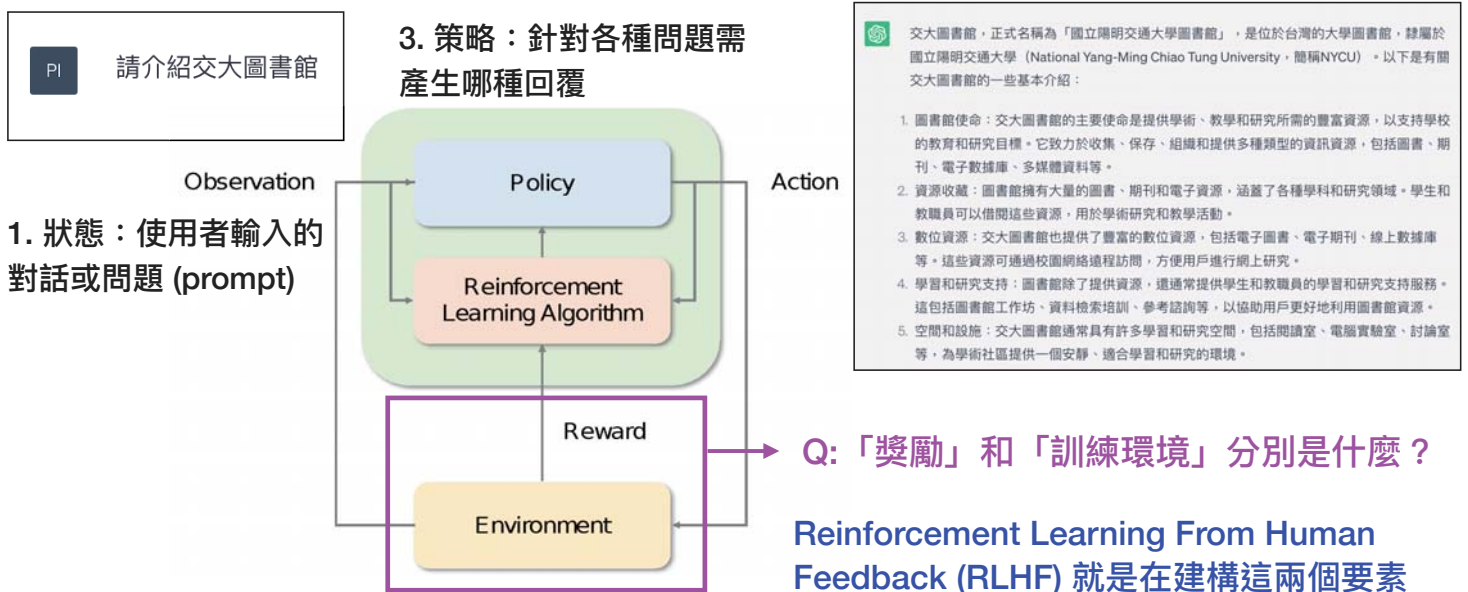 PI
請介紹交大圖書館
3. 策略：針對各種問題需
產生哪種回覆
Observation
1. 狀態：使用者輸入的
對話或問題 (prompt)
Policy
Reinforcement
Learning Algorithm
Action
Reward
Environment
交大圖書館，正式名稱為「國立陽明交通大學圖書館」，是位於台灣的大學圖書館，隸屬於
國立陽明交通大學（National Yang-Ming Chiao Tung University，簡稱NYCU）。以下是有關
交大圖書館的一些基本介紹：
1. 圖書館使命：交大圖書館的主要使命是提供學術、教學和研究所需的豐富資源，以支持學校
的教育和研究目標。它致力於收集、保存、組織和提供多種類型的資訊資源，包括圖書、期
刊、電子數據庫、多媒體資料等。
2. 資源收藏：圖書館擁有大量的圖書、期刊和電子資源，涵蓋了各種學科和研究領域。學生和
教職員可以借閱這些資源，用於學術研究和教學活動。
3. 數位資源：交大圖書館也提供了豐富的數位資源，包括電子圖書、電子期刊、線上數據庫
等。這些資源可通過校園網絡遠程訪問，方便用戶進行網上研究。
4. 學習和研究支持：圖書館除了提供資源，還通常提供學生和教職員的學習和研究支持服務。
這包括圖書館工作坊、資料檢索培訓、參考諮詢等，以協助用戶更好地利用圖書館資源。
5. 空間和設施：交大圖書館通常具有許多學習和研究空間，包括閱讀室、電腦實驗室、討論室
等，為學術社區提供一個安靜、適合學習和研究的環境。
Q:「獎勵」和「訓練環境」分別是什麼？
Reinforcement Learning From Human
Feedback (RLHF) 就是在建構這兩個要素